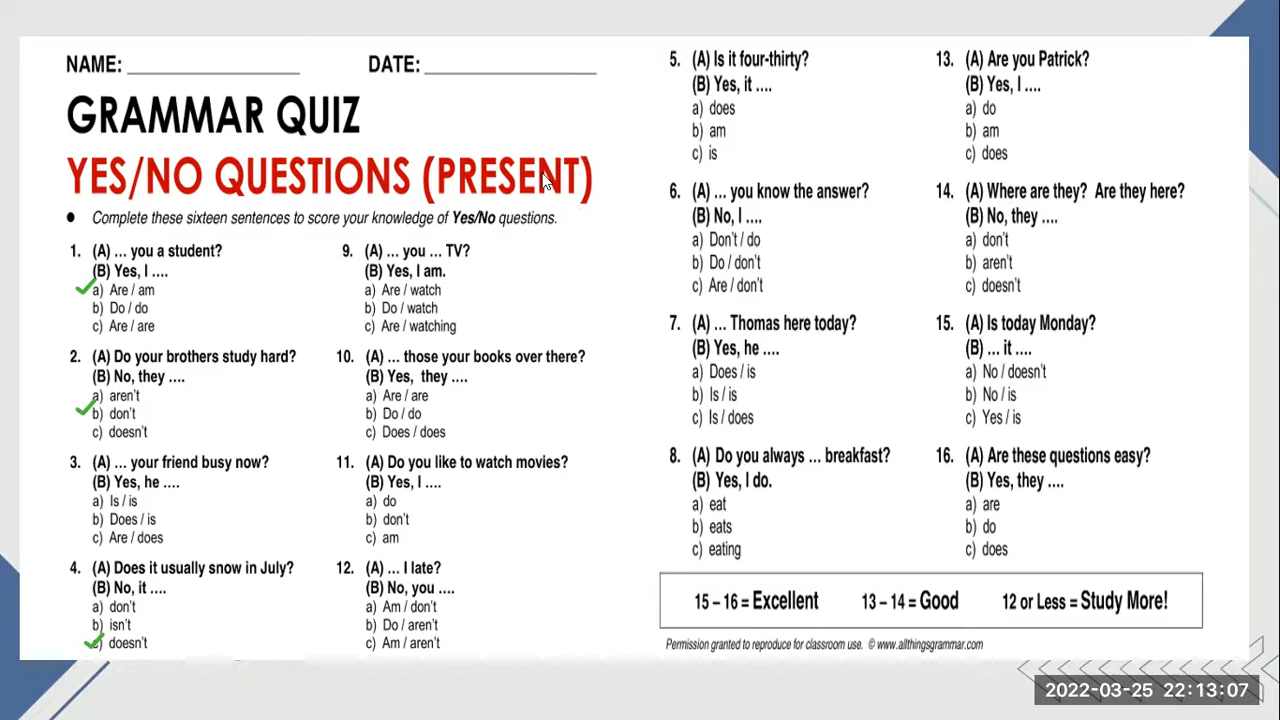 NAME: ________________ DATE: ________________
GRAMMAR QUIZ
YES/NO QUESTIONS (PRESENT)
● Complete these sixteen sentences to score your knowledge of Yes/No questions.
1. (A) ... you a student?
(B) Yes, I ....
a) Are / am
b) Do / do
c) Are / are
2. (A) Do your brothers study hard?
(B) No, they ....
a) aren't
b) don't
c) doesn't
3. (A) ... your friend busy now?
(B) Yes, he ....
a) Is / is
b) Does / is
c) Are / does
4. (A) Does it usually snow in July?
(B) No, it ....
a) don't
b) isn't
c) doesn't
9. (A) ... you ... TV?
(B) Yes, I am.
a) Are / watch
b) Do / watch
c) Are / watching
10. (A) ... those your books over there?
(B) Yes, they ....
a) Are / are
b) Do / do
c) Does / does
11. (A) Do you like to watch movies?
(B) Yes, I ....
a) do
b) don't
c) am
12. (A) ... I late?
(B) No, you ....
a) Am / don't
b) Do / aren't
c) Am / aren't
5. (A) Is it four-thirty?
(B) Yes, it ....
a) does
b) am
c) is
6. (A) ... you know the answer?
(B) No, I ....
a) Don't / do
b) Do / don't
c) Are / don't
7. (A) ... Thomas here today?
(B) Yes, he ....
a) Does / is
b) Is / is
c) Is / does
8. (A) Do you always ... breakfast?
(B) Yes, I do.
a) eat
b) eats
c) eating
13. (A) Are you Patrick?
(B) Yes, I ....
a) do
b) am
c) does
14. (A) Where are they? Are they here?
(B) No, they ....
a) don't
b) aren't
c) doesn't
15. (A) Is today Monday?
(B) ... it ....
a) No / doesn't
b) No / is
c) Yes / is
16. (A) Are these questions easy?
(B) Yes, they ....
a) are
b) do
c) does
15 – 16 = Excellent 13 – 14 = Good 12 or Less = Study More!
Permission granted to reproduce for classroom use. © www.allthingsgrammar.com
2022-03-25 22:13:07